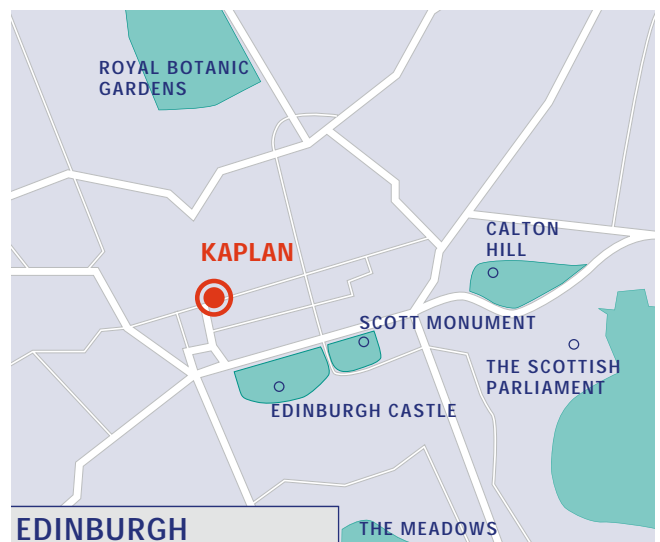 ROYAL BOTANIC
GARDENS
CALTON
HILL
KAPLAN
SCOTT MONUMENT
THE SCOTTISH
PARLIAMENT
EDINBURGH CASTLE
EDINBURGH
THE MEADOWS